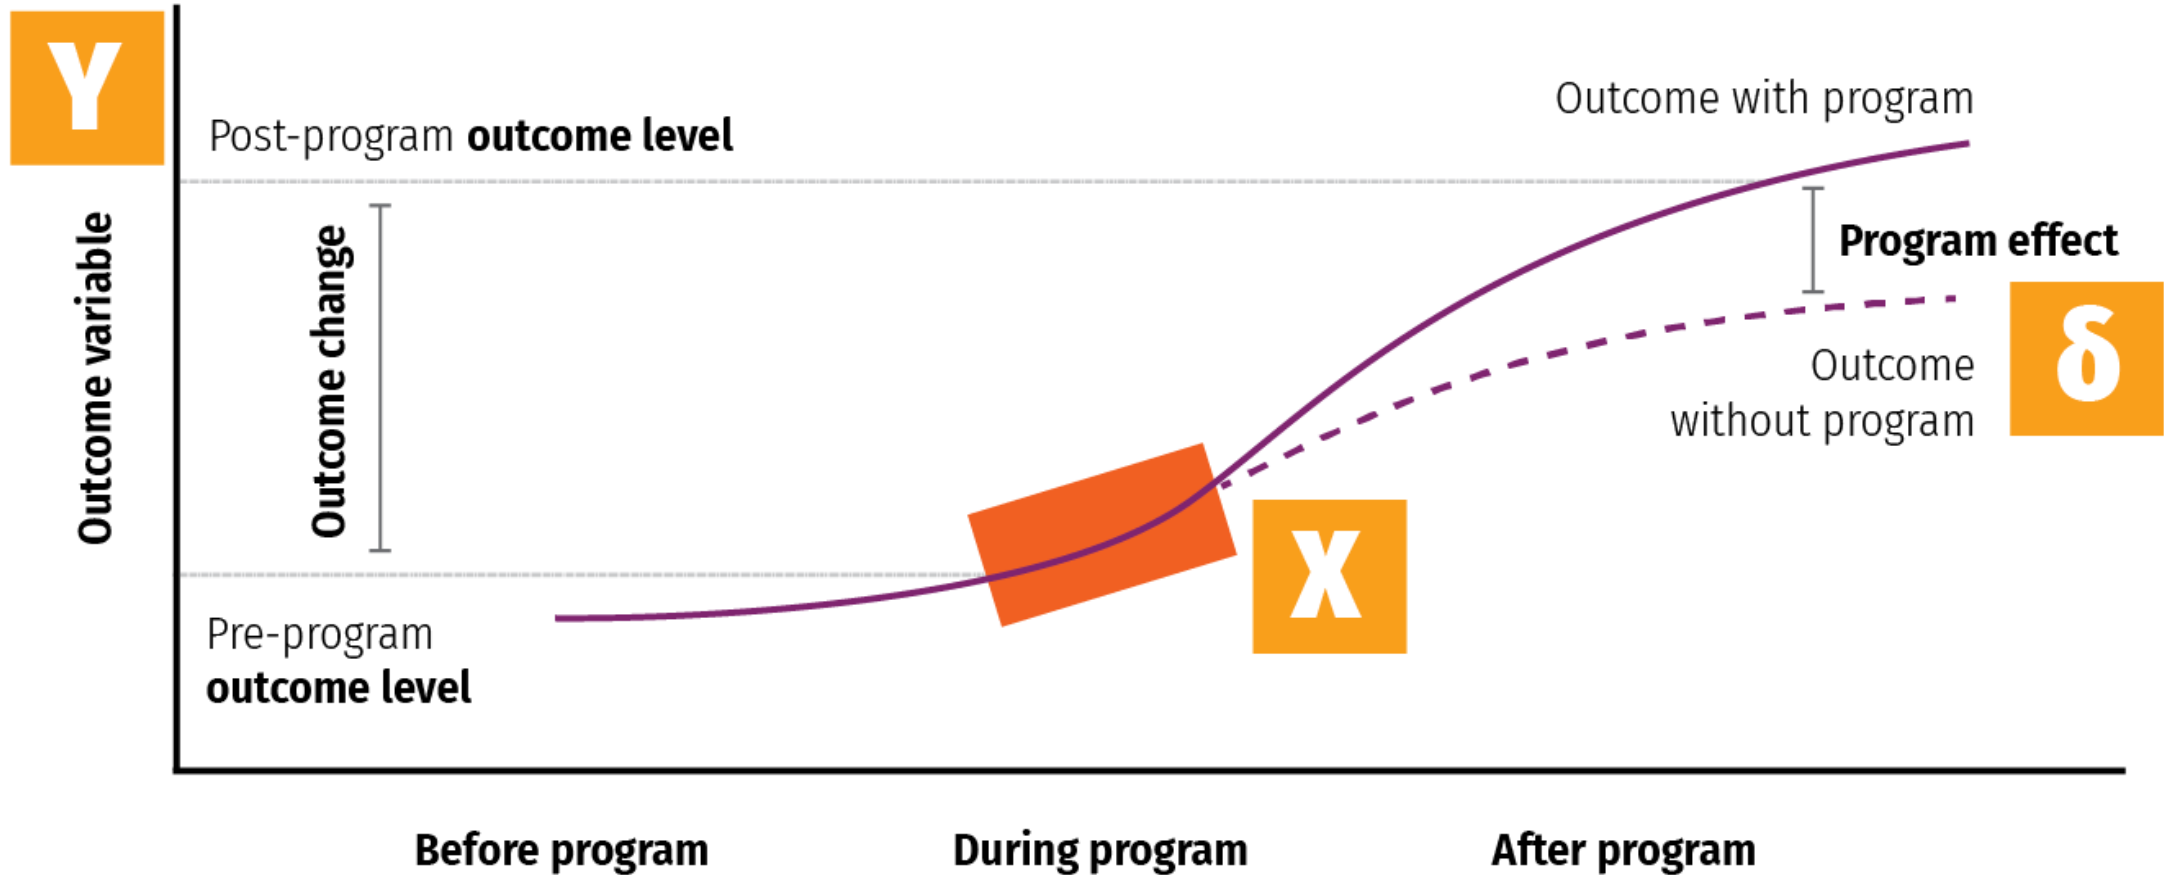 Y
Outcome variable
Post-program outcome level
Outcome change
Pre-program
outcome level
Outcome with program
Program effect
δ
Outcome
without program
X
Before program
During program
After program